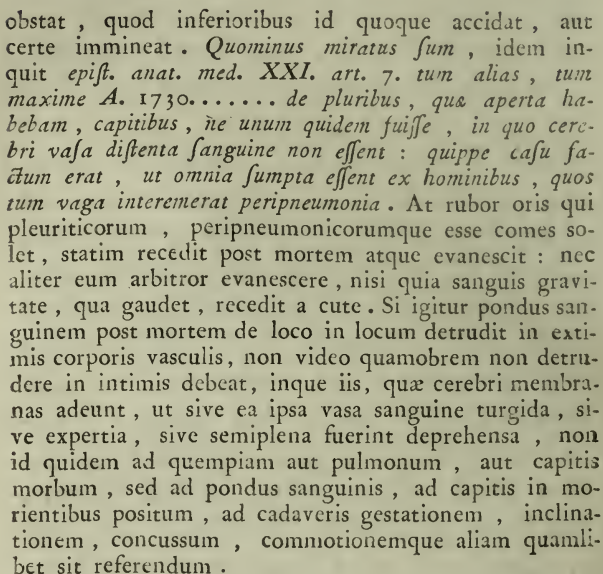 obstat , quod inferioribus id quoque accidat , aut
certe immineat . Quominus miratus ſum , idem in-
quit epiſt. anat. med. XXI. art. 7. tum alias , tum
maxime A. 1730. . . . . . . de pluribus , quæ aperta ha-
bebam , capitibus , ne unum quidem fuiſſe , in quo cere-
bri vaſa diſtenta ſanguine non eſſent : quippe caſu fa-
ctum erat , ut omnia ſumpta eſſent ex hominibus , quos
tum vaga interemerat peripneumonia . At rubor oris qui
pleuriticorum , peripneumonicorumque esse comes so-
let , statim recedit post mortem atque evanescit : nec
aliter eum arbitror evanescere , nisi quia sanguis gravi-
tate , qua gaudet , recedit a cute . Si igitur pondus san-
guinem post mortem de loco in locum detrudit in exti-
mis corporis vasculis, non video quamobrem non detru-
dere in intimis debeat, inque iis, quæ cerebri membra-
nas adeunt , ut sive ea ipsa vasa sanguine turgida , si-
ve expertia , sive semiplena fuerint deprehensa , non
id quidem ad quempiam aut pulmonum , aut capitis
morbum , sed ad pondus sanguinis , ad capitis in mo-
rientibus positum , ad cadaveris gestationem , inclina-
tionem , concussum , commotionemque aliam quamli-
bet sit referendum .